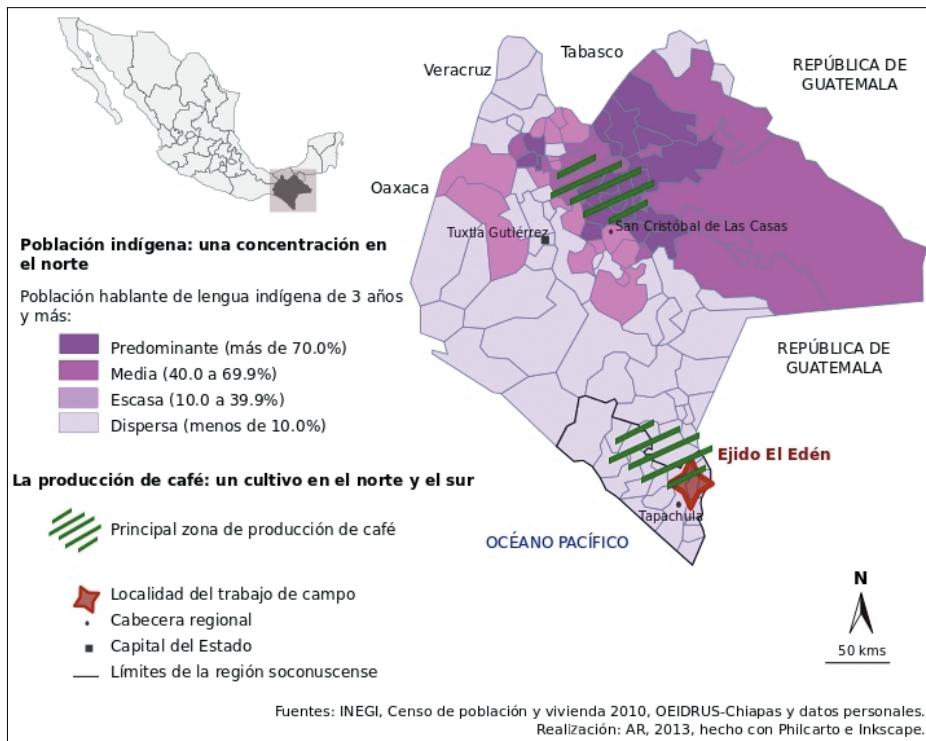 Veracruz
Tabasco
REPÚBLICA DE
GUATEMALA
Oaxaca
Tuxtla Gutiérrez
San Cristóbal de Las Casas
Población indígena: una concentración en
el norte
Población hablante de lengua indígena de 3 años
y más:
Predominante (más de 70.0%)
Media (40.0 a 69.9%)
Escasa (10.0 a 39.9%)
Dispersa (menos de 10.0%)
REPÚBLICA DE
GUATEMALA
Ejido El Edén
Tapachula
OCÉANO PACÍFICO
La producción de café: un cultivo en el norte y el sur
Principal zona de producción de café
Localidad del trabajo de campo
Cabecera regional
Capital del Estado
Límites de la región soconuscense
N
50 kms
Fuentes: INEGI, Censo de población y vivienda 2010, OEIDRUS-Chiapas y datos personales.
Realización: AR, 2013, hecho con Philcarto e Inkscape.